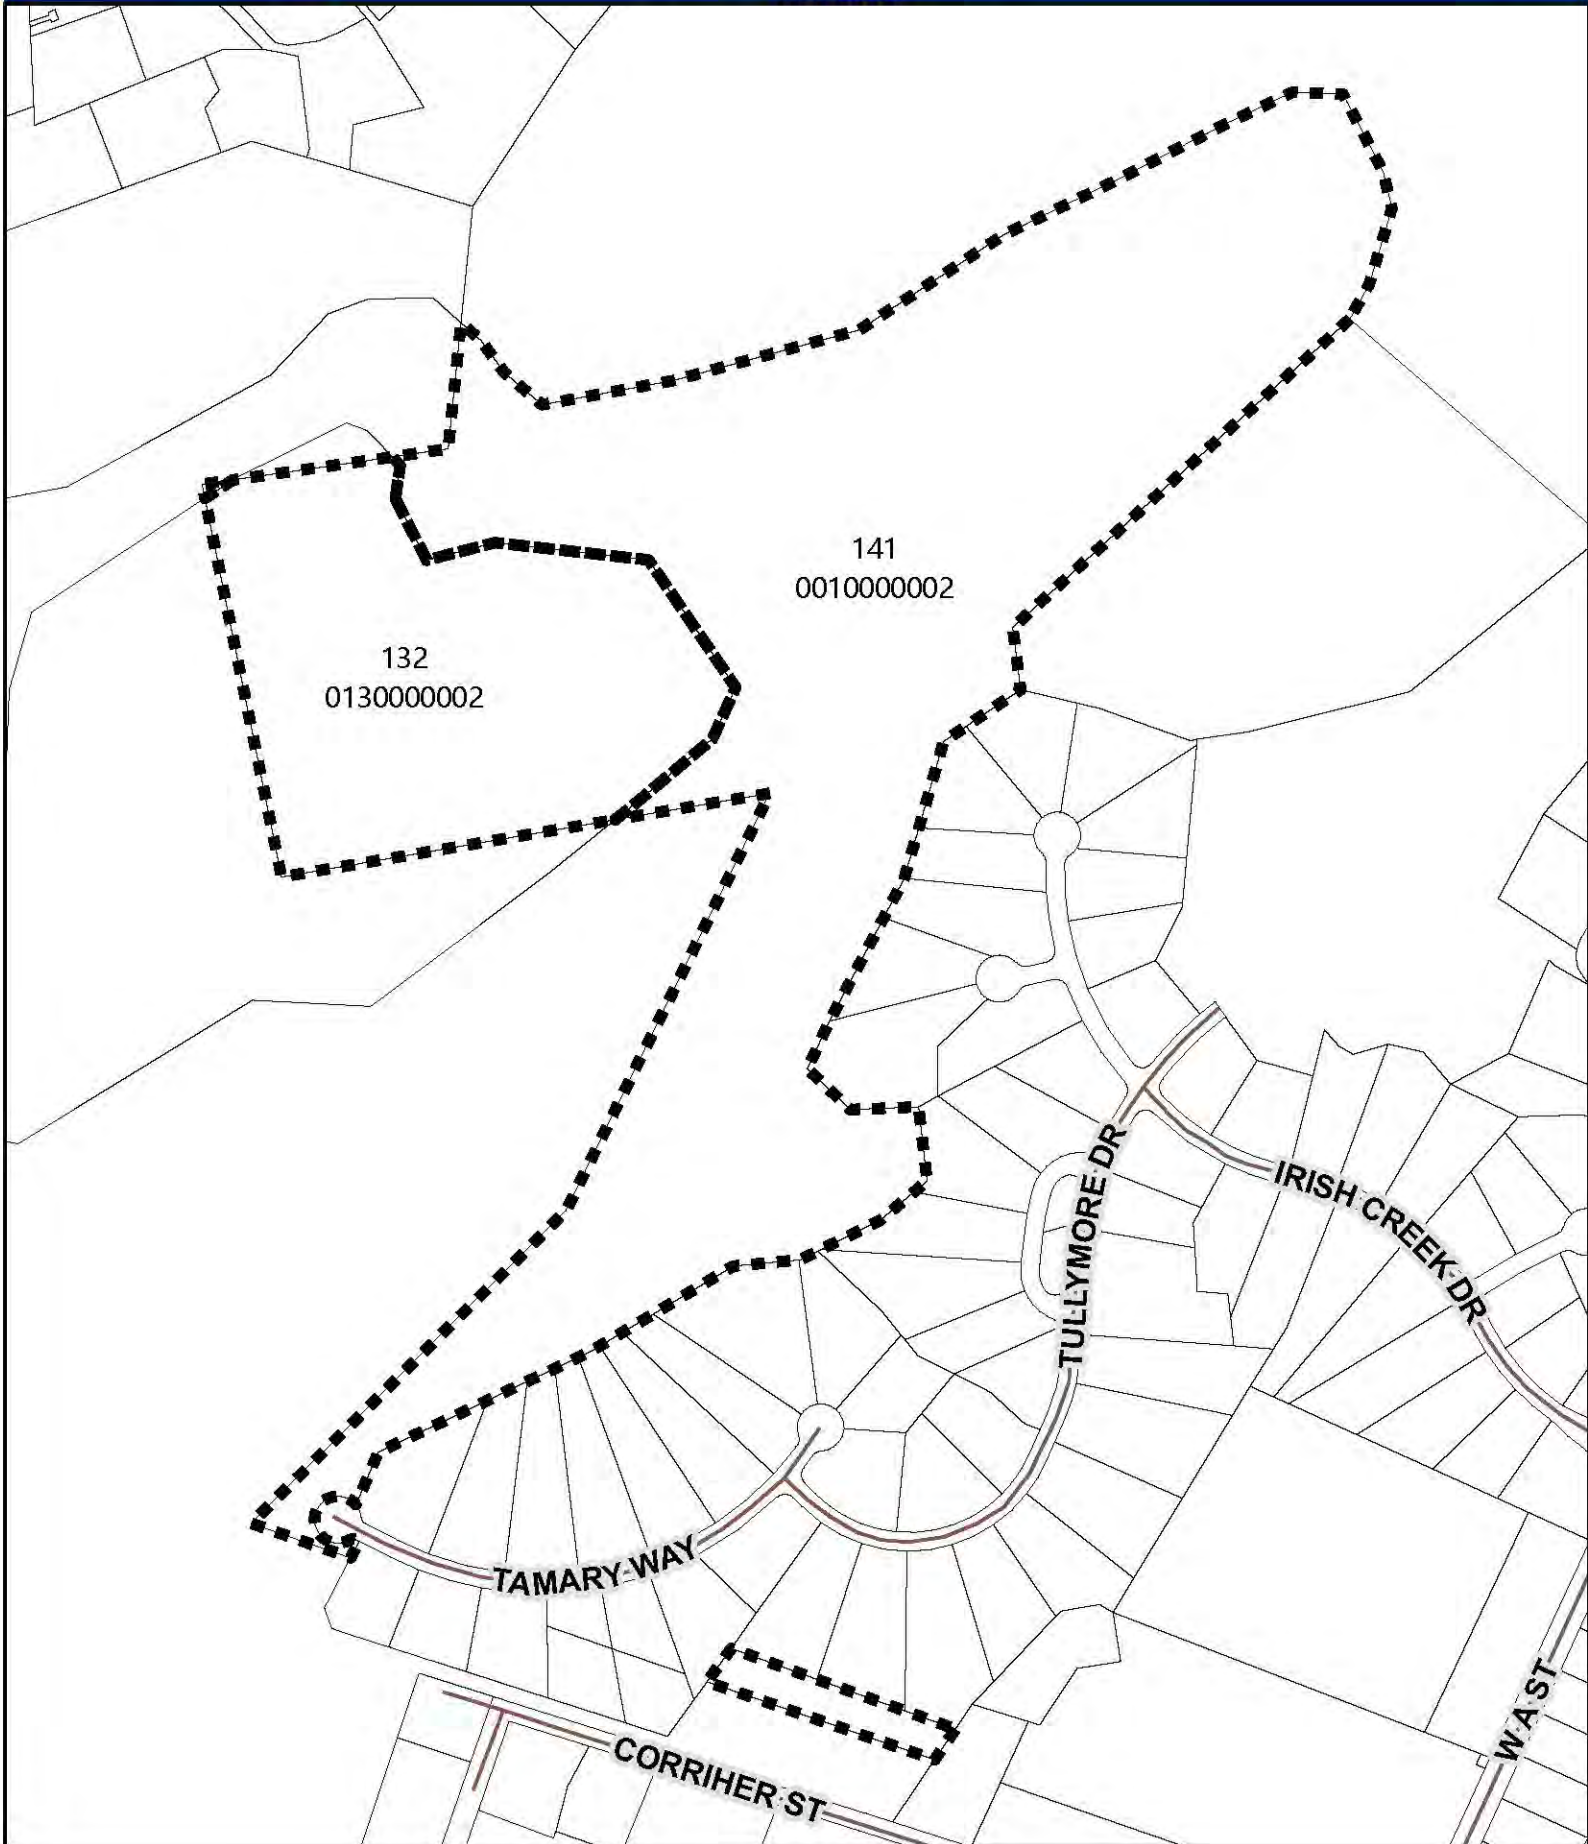 141
0010000002
132
0130000002
TULLYMORE DR
IRISH CREEK DR
TAMARY WAY
W A ST
CORRIHER ST